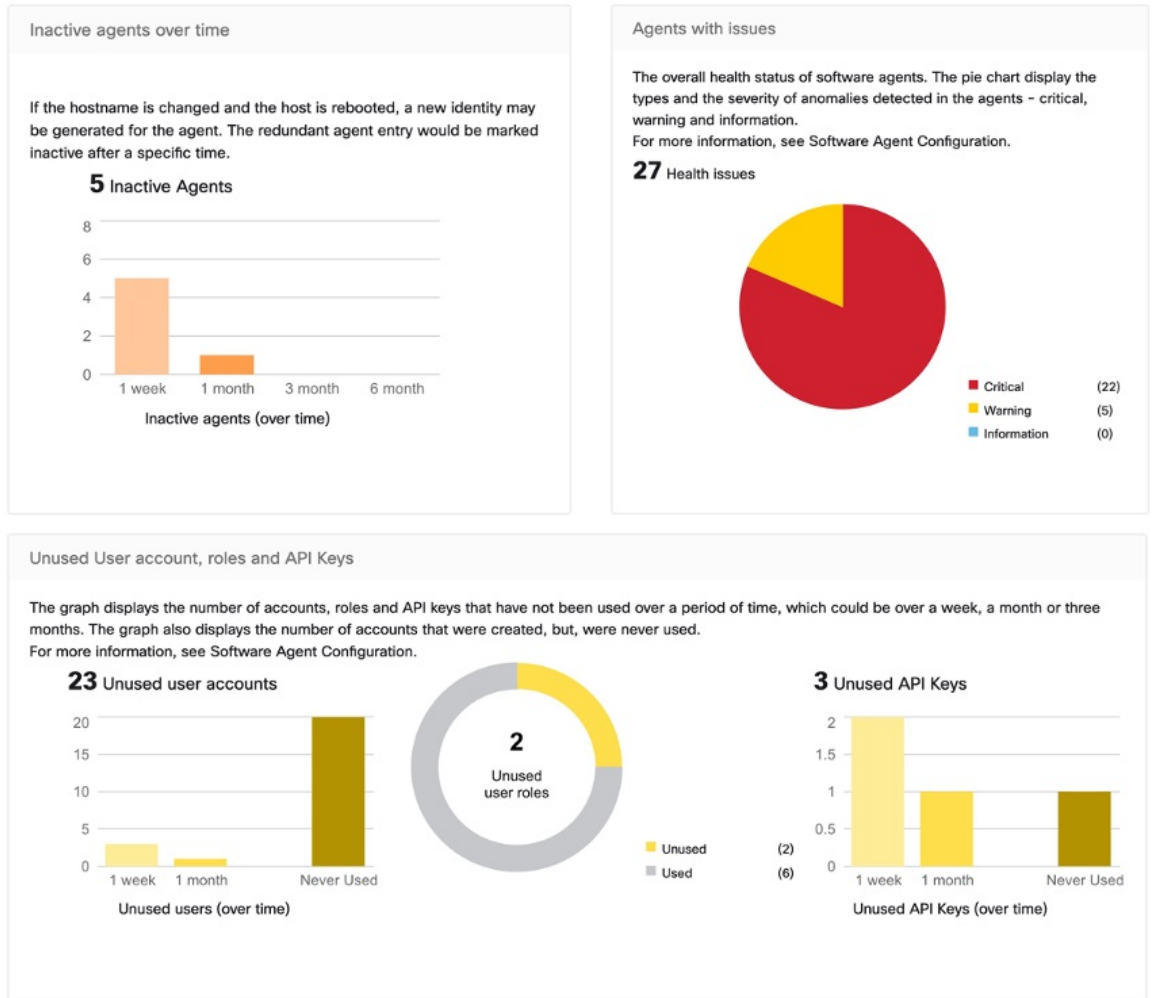 Inactive agents over time
If the hostname is changed and the host is rebooted, a new identity may
be generated for the agent. The redundant agent entry would be marked
inactive after a specific time.
5 Inactive Agents
8
6
4
2
0
1 week 1 month 3 month 6 month
Inactive agents (over time)
Agents with issues
The overall health status of software agents. The pie chart display the
types and the severity of anomalies detected in the agents - critical,
warning and information.
For more information, see Software Agent Configuration.
27 Health issues
Critical (22)
Warning (5)
Information (0)
Unused User account, roles and API Keys
The graph displays the number of accounts, roles and API keys that have not been used over a period of time, which could be over a week, a month or three
months. The graph also displays the number of accounts that were created, but, were never used.
For more information, see Software Agent Configuration.
23 Unused user accounts
20
15
10
5
0
1 week 1 month Never Used
Unused users (over time)
2
Unused
user roles
Unused (2)
Used (6)
3 Unused API Keys
2
1.5
1
0.5
0
1 week 1 month Never Used
Unused API Keys (over time)